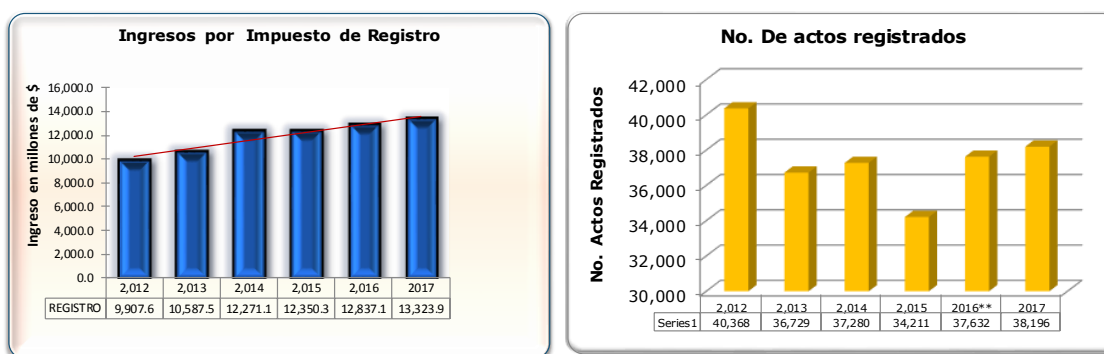 Ingresos por Impuesto de Registro
Ingreso en millones de $
16,000.0
14,000.0
12,000.0
10,000.0
8,000.0
6,000.0
4,000.0
2,000.0
0.0
2,012 2,013 2,014 2,015 2,016 2017
REGISTRO 9,907.6 10,587.5 12,271.1 12,350.3 12,837.1 13,323.9
No. De actos registrados
No. Actos Registrados
42,000
40,000
38,000
36,000
34,000
32,000
30,000
2,012 2,013 2,014 2,015 2016** 2017
Series1 40,368 36,729 37,280 34,211 37,632 38,196